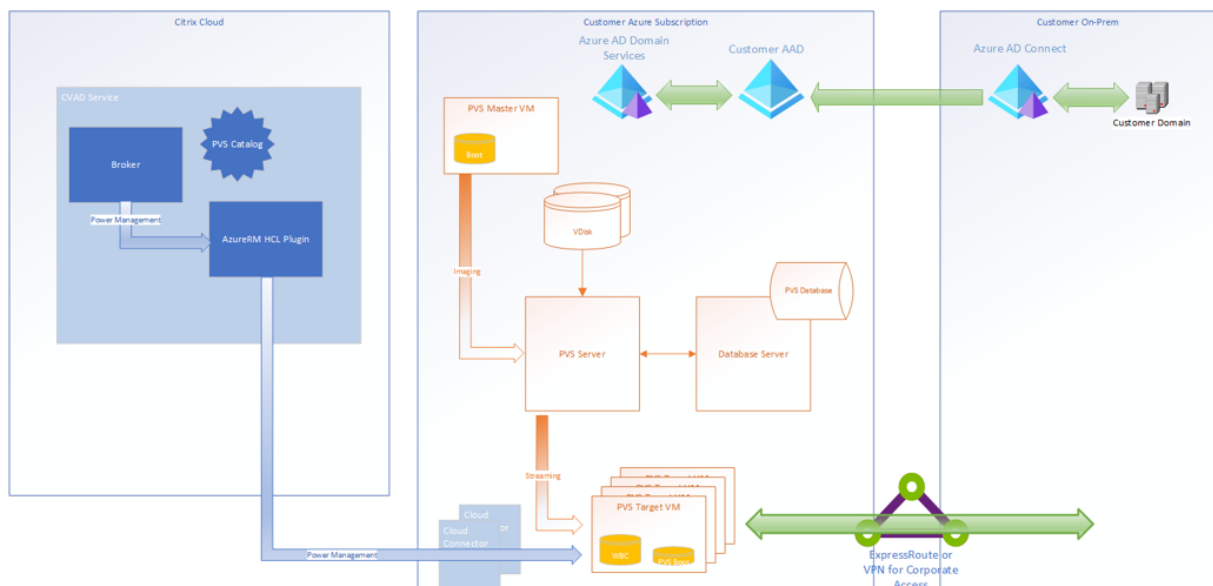 Citrix Cloud
Customer Azure Subscription
Customer On-Prem
Azure AD Domain
Services
Customer AAD
Azure AD Connect
Customer Domain
CVAD Service
PVS Catalog
Broker
Power Management
AzureRM HCL Plugin
PVS Master VM
Boot
VDisk
Imaging
PVS Database
PVS Server
Database Server
Streaming
Cloud
Cloud
Connector
PVS Target VM
WBC
PVS Boot
Power Management
ExpressRoute or
VPN for Corporate
Access